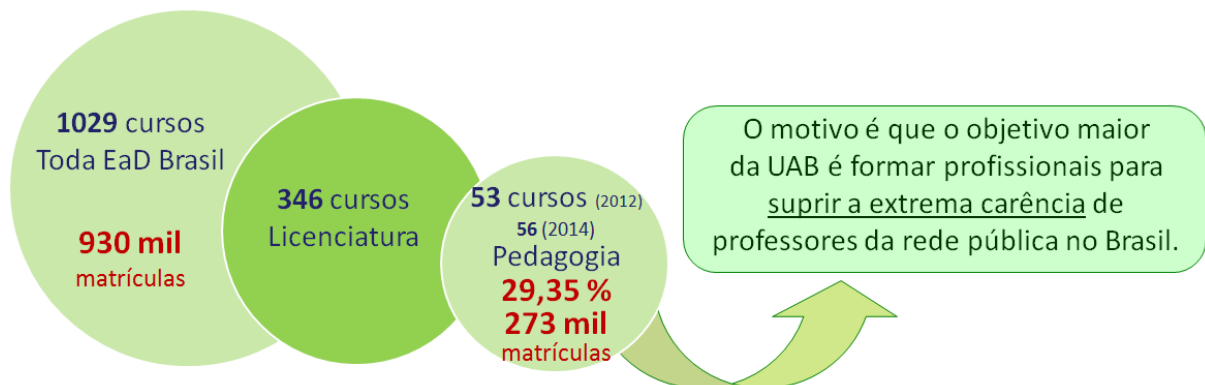 1029 cursos
Toda EaD Brasil
930 mil
matrículas
346 cursos
Licenciatura
53 cursos (2012)
56 (2014)
Pedagogia
29,35 %
273 mil
matrículas
O motivo é que o objetivo maior
da UAB é formar profissionais para
suprir a extrema carência de
professores da rede pública no Brasil.